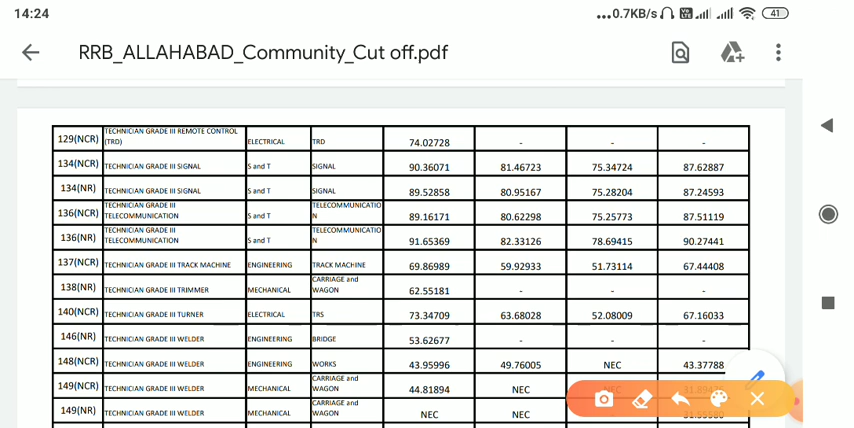 14:24
...0.7KB/s 41
RRB_ALLAHABAD_Community_Cut off.pdf
129(NCR) TECHNICIAN GRADE III REMOTE CONTROL (TRD) ELECTRICAL TRD 74.02728 - - -
134(NCR) TECHNICIAN GRADE III SIGNAL S and T SIGNAL 90.36071 81.46723 75.34724 87.62887
134(NR) TECHNICIAN GRADE III SIGNAL S and T SIGNAL 89.52858 80.95167 75.28204 87.24593
136(NCR) TECHNICIAN GRADE III TELECOMMUNICATION S and T TELECOMMUNICATIO N 89.16171 80.62298 75.25773 87.51119
136(NR) TECHNICIAN GRADE III TELECOMMUNICATION S and T TELECOMMUNICATIO N 91.65369 82.33126 78.69415 90.27441
137(NCR) TECHNICIAN GRADE III TRACK MACHINE ENGINEERING TRACK MACHINE 69.86989 59.92933 51.73114 67.44408
138(NR) TECHNICIAN GRADE III TRIMMER MECHANICAL CARRIAGE and WAGON 62.55181 - - -
140(NCR) TECHNICIAN GRADE III TURNER ELECTRICAL TRS 73.34709 63.68028 52.08009 67.16033
146(NR) TECHNICIAN GRADE III WELDER ENGINEERING BRIDGE 53.62677 - - -
148(NCR) TECHNICIAN GRADE III WELDER ENGINEERING WORKS 43.95996 49.76005 NEC 43.37788
149(NCR) TECHNICIAN GRADE III WELDER MECHANICAL CARRIAGE and WAGON 44.81894 NEC NEC
149(NR) TECHNICIAN GRADE III WELDER MECHANICAL CARRIAGE and WAGON NEC NEC